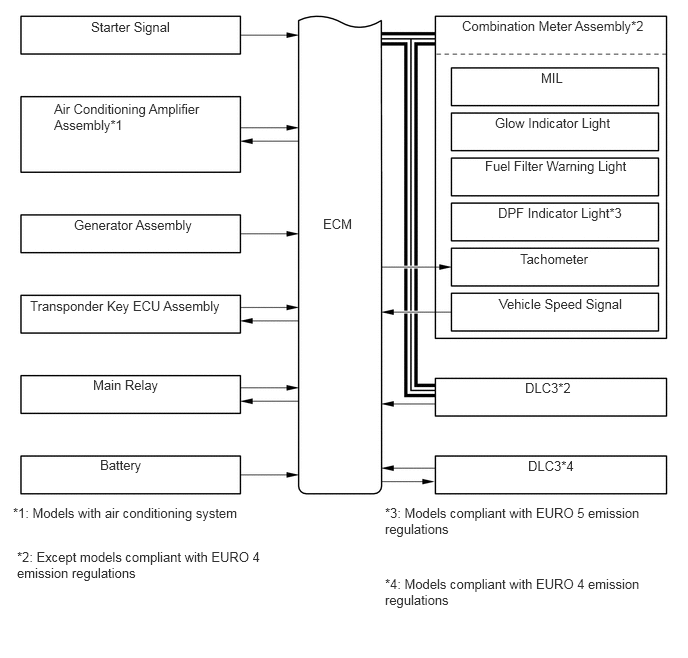 Starter Signal
Air Conditioning Amplifier
Assembly*1
Generator Assembly
Transponder Key ECU Assembly
Main Relay
Battery
ECM
Combination Meter Assembly*2
MIL
Glow Indicator Light
Fuel Filter Warning Light
DPF Indicator Light*3
Tachometer
Vehicle Speed Signal
DLC3*2
DLC3*4
*1: Models with air conditioning system
*2: Except models compliant with EURO 4
emission regulations
*3: Models compliant with EURO 5 emission
regulations
*4: Models compliant with EURO 4 emission
regulations